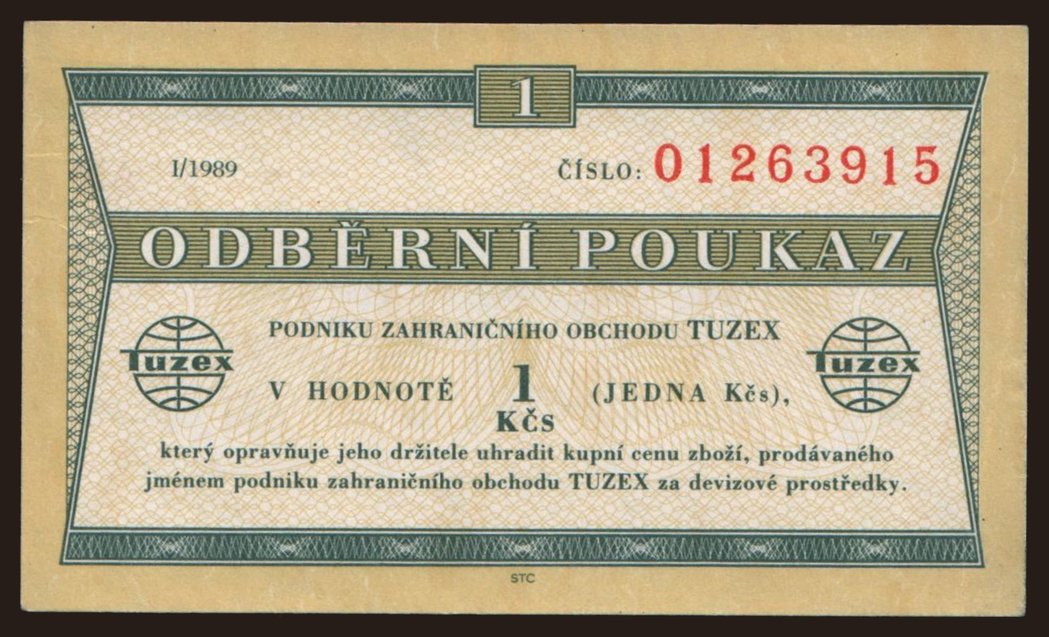 1
I/1989
ČÍSLO: 01263915
ODBĚRNÍ POUKAZ
PODNIKU ZAHRANIČNÍHO OBCHODU TUZEX
Tuzex
V HODNOTĚ 1 KČS (JEDNA Kčs),
Tuzex
který opravňuje jeho držitele uhradit kupní cenu zboží, prodávaného
jménem podniku zahraničního obchodu TUZEX za devizové prostředky.
STC